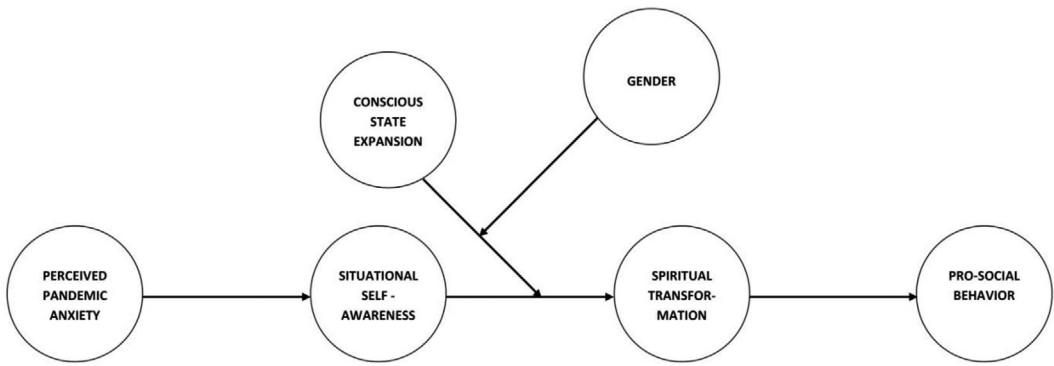 CONSCIOUS
STATE
EXPANSION
GENDER
PERCEIVED
PANDEMIC
ANXIETY
SITUATIONAL
SELF -
AWARENESS
SPIRITUAL
TRANSFOR-
MATION
PRO-SOCIAL
BEHAVIOR